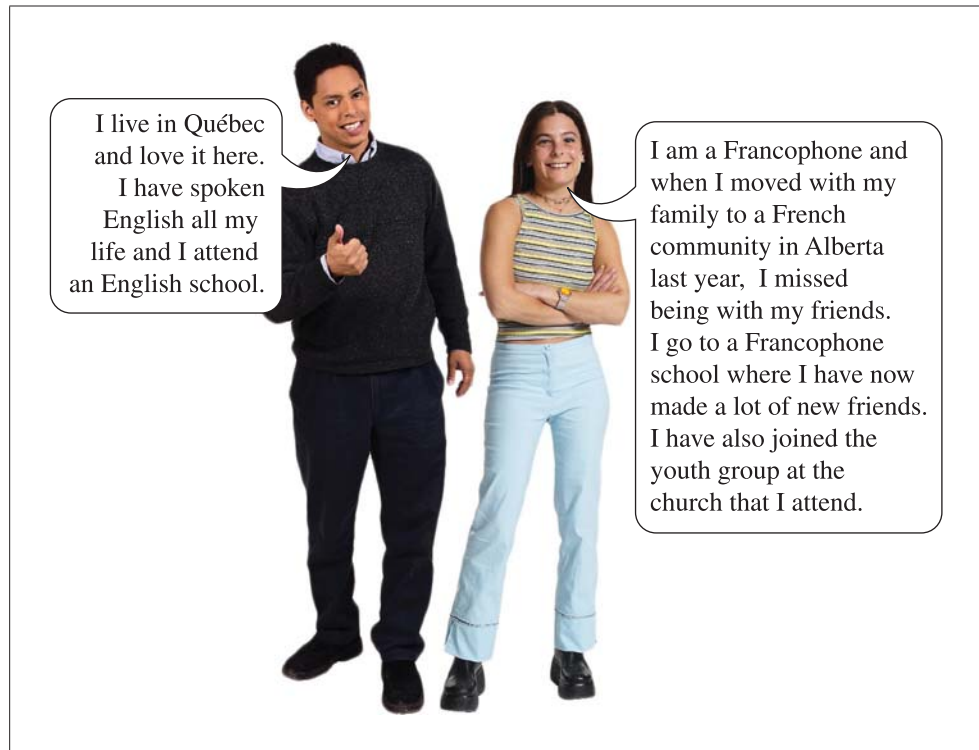 I live in Québec
and love it here.
I have spoken
English all my
life and I attend
an English school.
I am a Francophone and
when I moved with my
family to a French
community in Alberta
last year, I missed
being with my friends.
I go to a Francophone
school where I have now
made a lot of new friends.
I have also joined the
youth group at the
church that I attend.